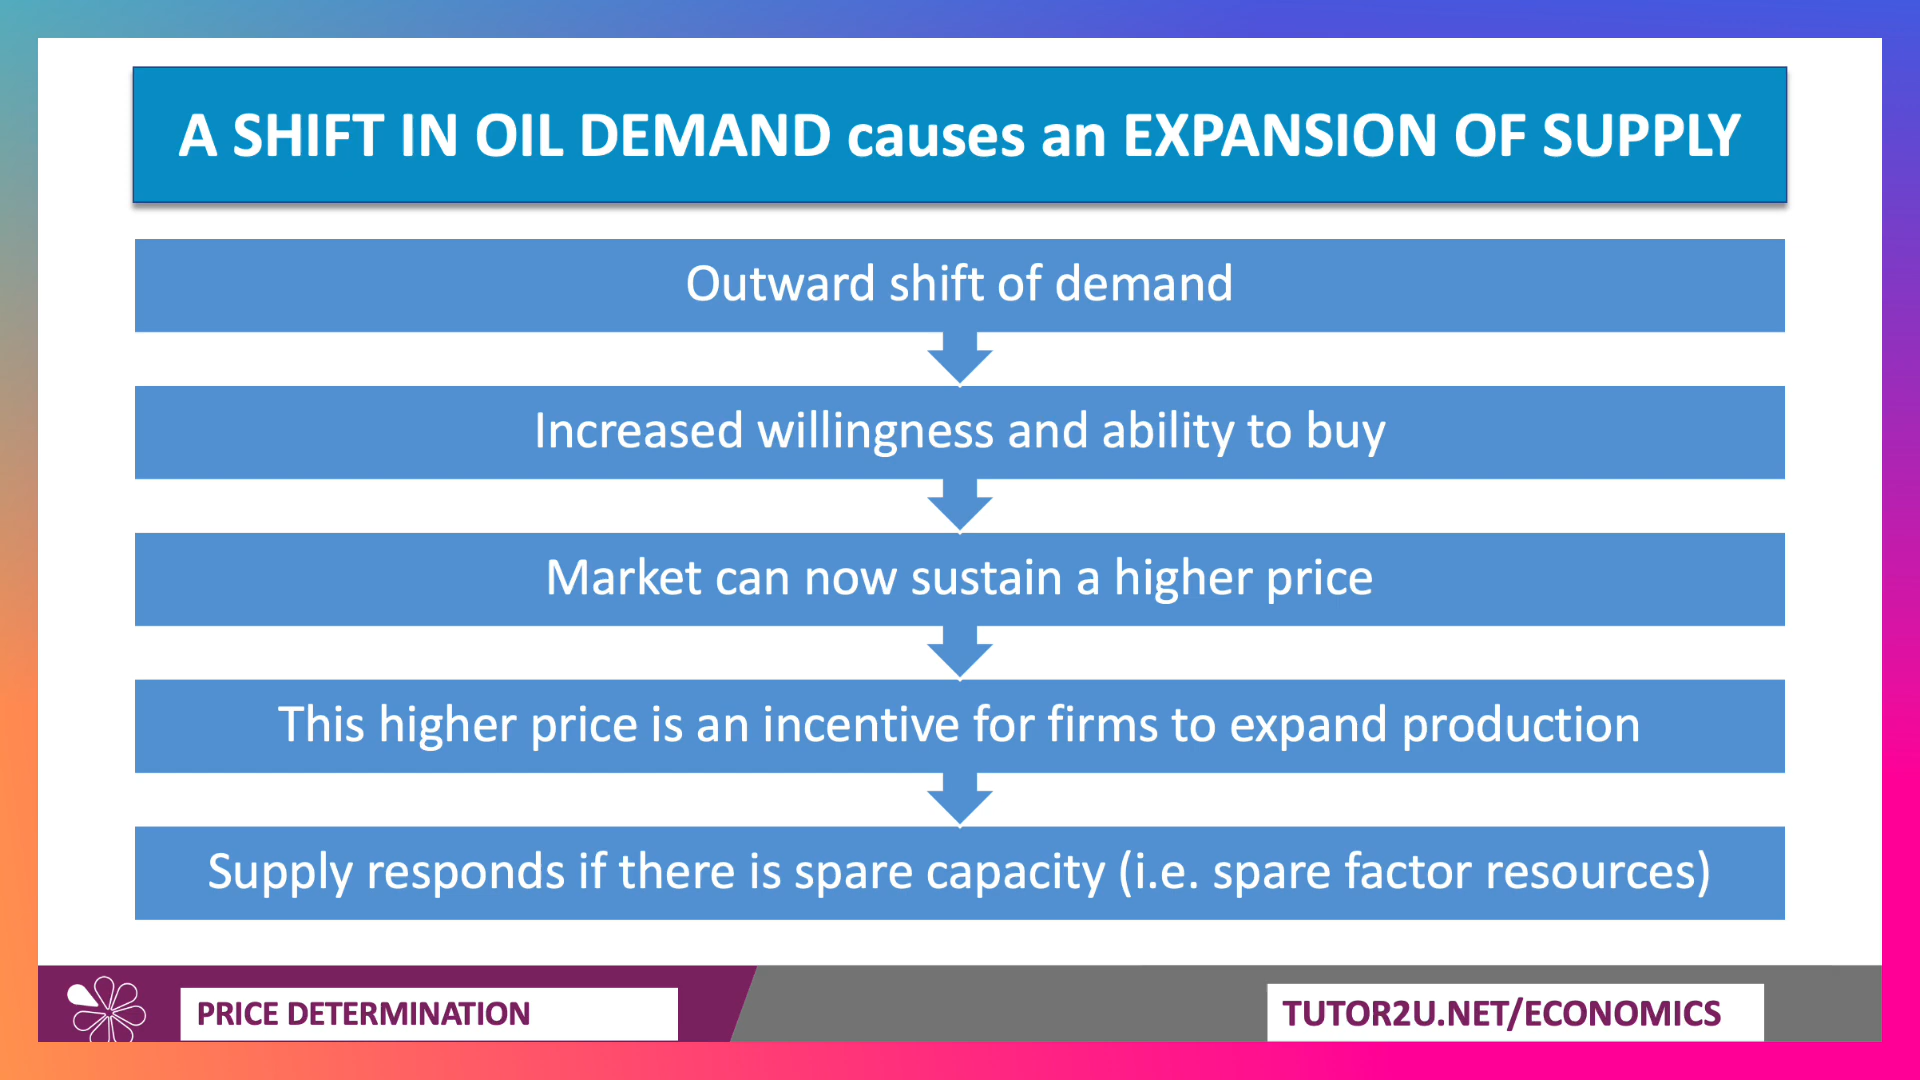 A SHIFT IN OIL DEMAND causes an EXPANSION OF SUPPLY
Outward shift of demand
Increased willingness and ability to buy
Market can now sustain a higher price
This higher price is an incentive for firms to expand production
Supply responds if there is spare capacity (i.e. spare factor resources)
PRICE DETERMINATION
TUTOR2U.NET/ECONOMICS